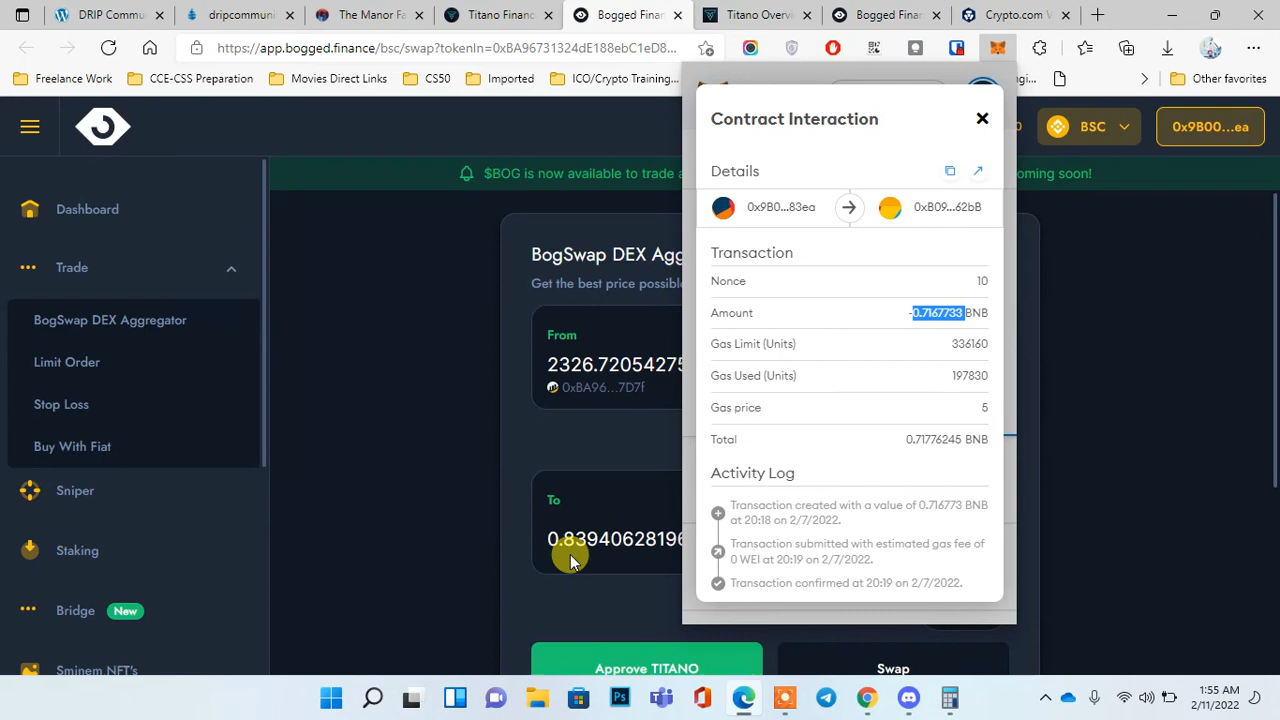 DRIP Commu
dripcommuni
The Manor Fa
Titano Financ
Bogged Finan
Titano Overvi
Bogged Finan
Crypto.com V
https://app.bogged.finance/bsc/swap?tokenIn=0xBA96731324dE188ebC1eD8...
Freelance Work
CCE-CSS Preparation
Movies Direct Links
CS50
Imported
ICO/Crypto Training...
Other favorites
BSC
0x9B00...ea
$BOG is now available to trade a
oming soon!
Dashboard
Trade
BogSwap DEX Aggregator
Limit Order
Stop Loss
Buy With Fiat
Sniper
Staking
Bridge New
Sminem NFT's
BogSwap DEX Agg
Get the best price possible
From
2326.72054275
0xBA96...7D7f
To
0.83940628196
Approve TITANO
Swap
Contract Interaction
Details
0x9B0...83ea
0xB09...62bB
Transaction
Nonce 10
Amount -0.7167733 BNB
Gas Limit (Units) 336160
Gas Used (Units) 197830
Gas price 5
Total 0.71776245 BNB
Activity Log
Transaction created with a value of 0.716773 BNB
at 20:18 on 2/7/2022.
Transaction submitted with estimated gas fee of
0 WEI at 20:19 on 2/7/2022.
Transaction confirmed at 20:19 on 2/7/2022.
1:55 AM
2/11/2022